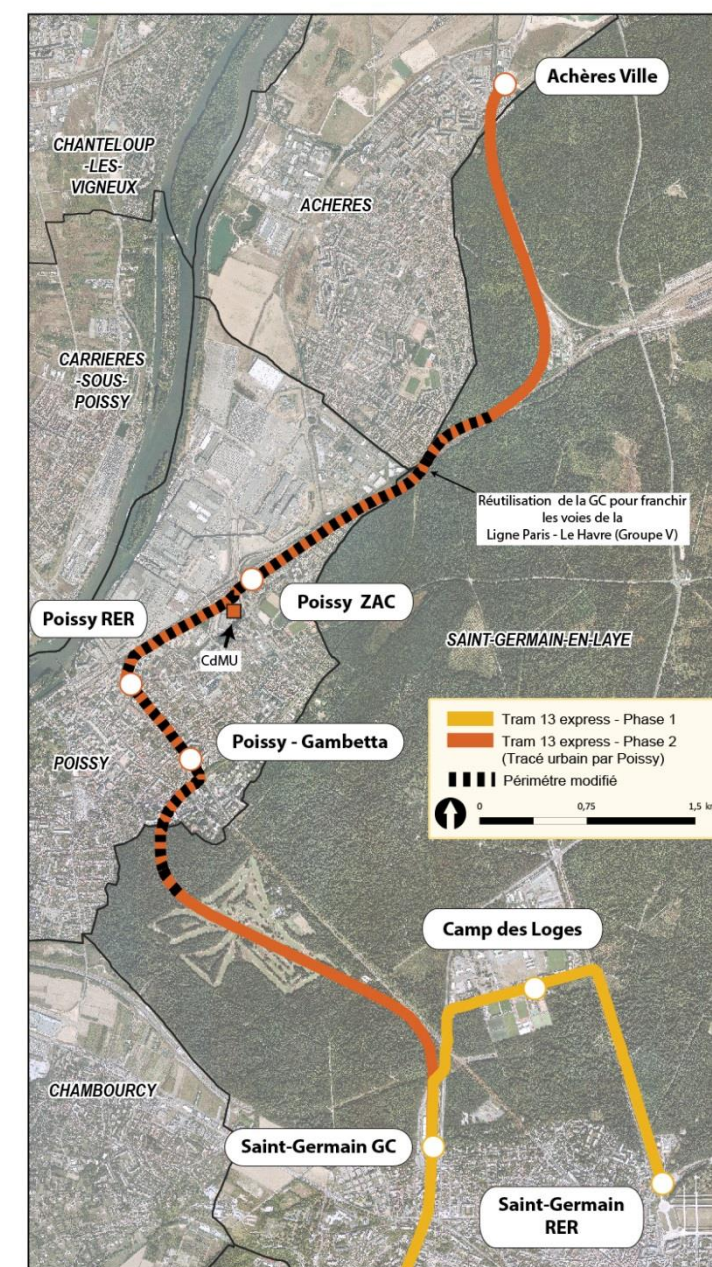 Achères Ville
CHANTELOUP
-LES-
VIGNEUX
ACHERES
CARRIERES
-SOUS-
POISSY
Réutilisation de la GC pour franchir
les voies de la
Ligne Paris - Le Havre (Groupe V)
Poissy ZAC
Poissy RER
CdMU
SAINT-GERMAIN-EN-LAYE
Poissy - Gambetta
POISSY
Tram 13 express - Phase 1
Tram 13 express - Phase 2
(Tracé urbain par Poissy)
Périmétre modifié
0 0,75 1,5 km
Camp des Loges
CHAMBOURCY
Saint-Germain GC
Saint-Germain
RER